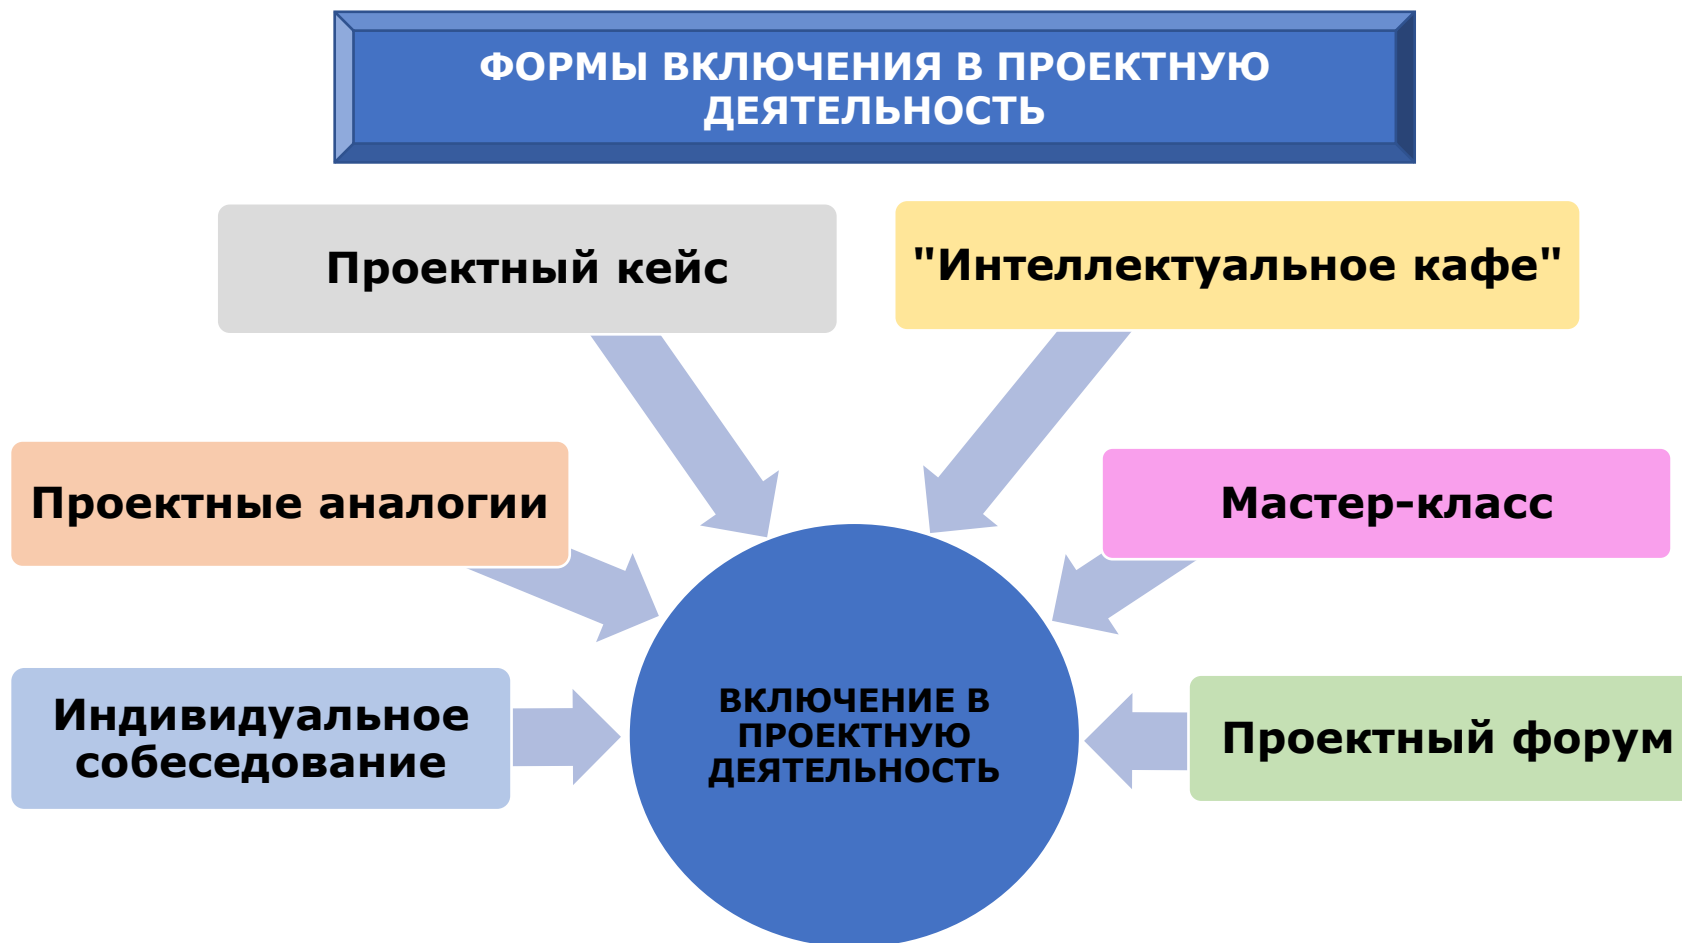 ФОРМЫ ВКЛЮЧЕНИЯ В ПРОЕКТНУЮ
ДЕЯТЕЛЬНОСТЬ
Проектный кейс
"Интеллектуальное кафе"
Проектные аналогии
Мастер-класс
Индивидуальное
собеседование
ВКЛЮЧЕНИЕ В
ПРОЕКТНУЮ
ДЕЯТЕЛЬНОСТЬ
Проектный форум